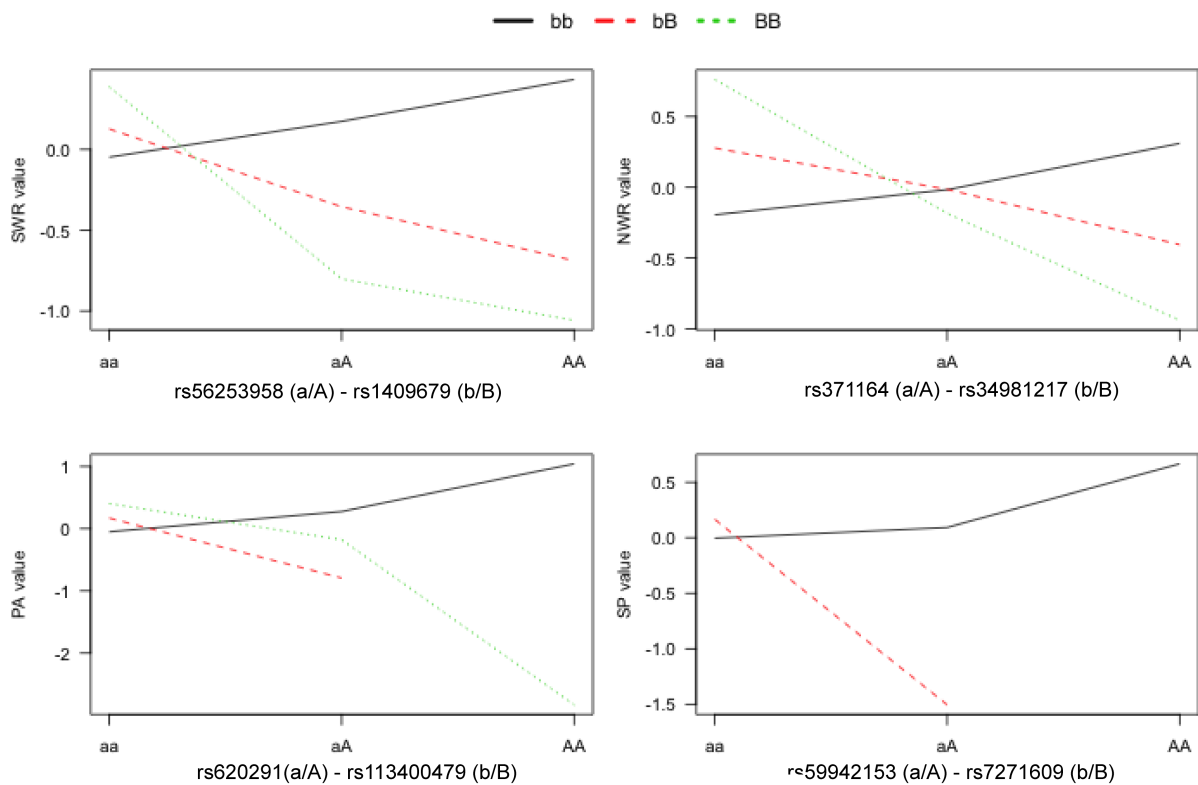 bb bB BB
SWR value
0.0
-0.5
-1.0
aa aA AA
rs56253958 (a/A) - rs1409679 (b/B)
NWR value
0.5
0.0
-0.5
-1.0
aa aA AA
rs371164 (a/A) - rs34981217 (b/B)
PA value
1
0
-1
-2
aa aA AA
rs620291(a/A) - rs113400479 (b/B)
SP value
0.5
0.0
-0.5
-1.0
-1.5
aa aA AA
rs59942153 (a/A) - rs7271609 (b/B)